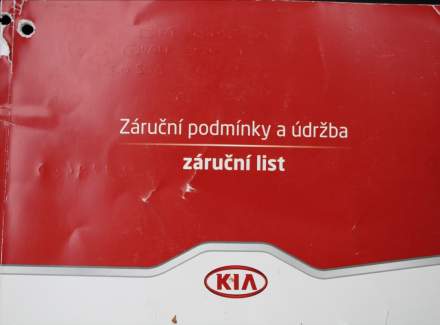 Záruční podmínky a údržba
záruční list
KIA